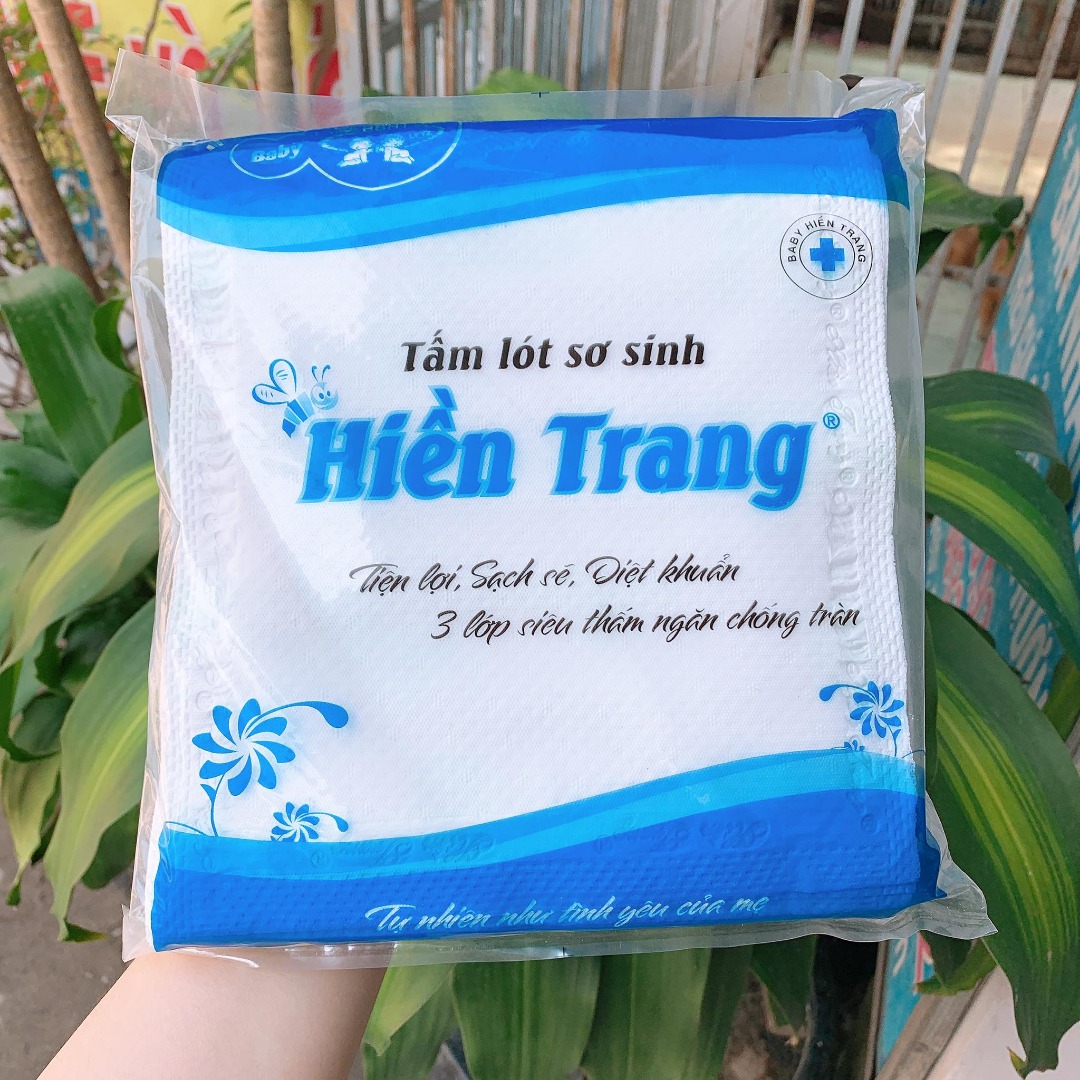 Baby
BABY HIỀN TRANG
Tấm lót sơ sinh
Hiền Trang®
Tiện lợi, Sạch sẽ, Diệt khuẩn
3 lớp siêu thấm ngăn chống tràn
Tự nhiên như tình yêu của mẹ